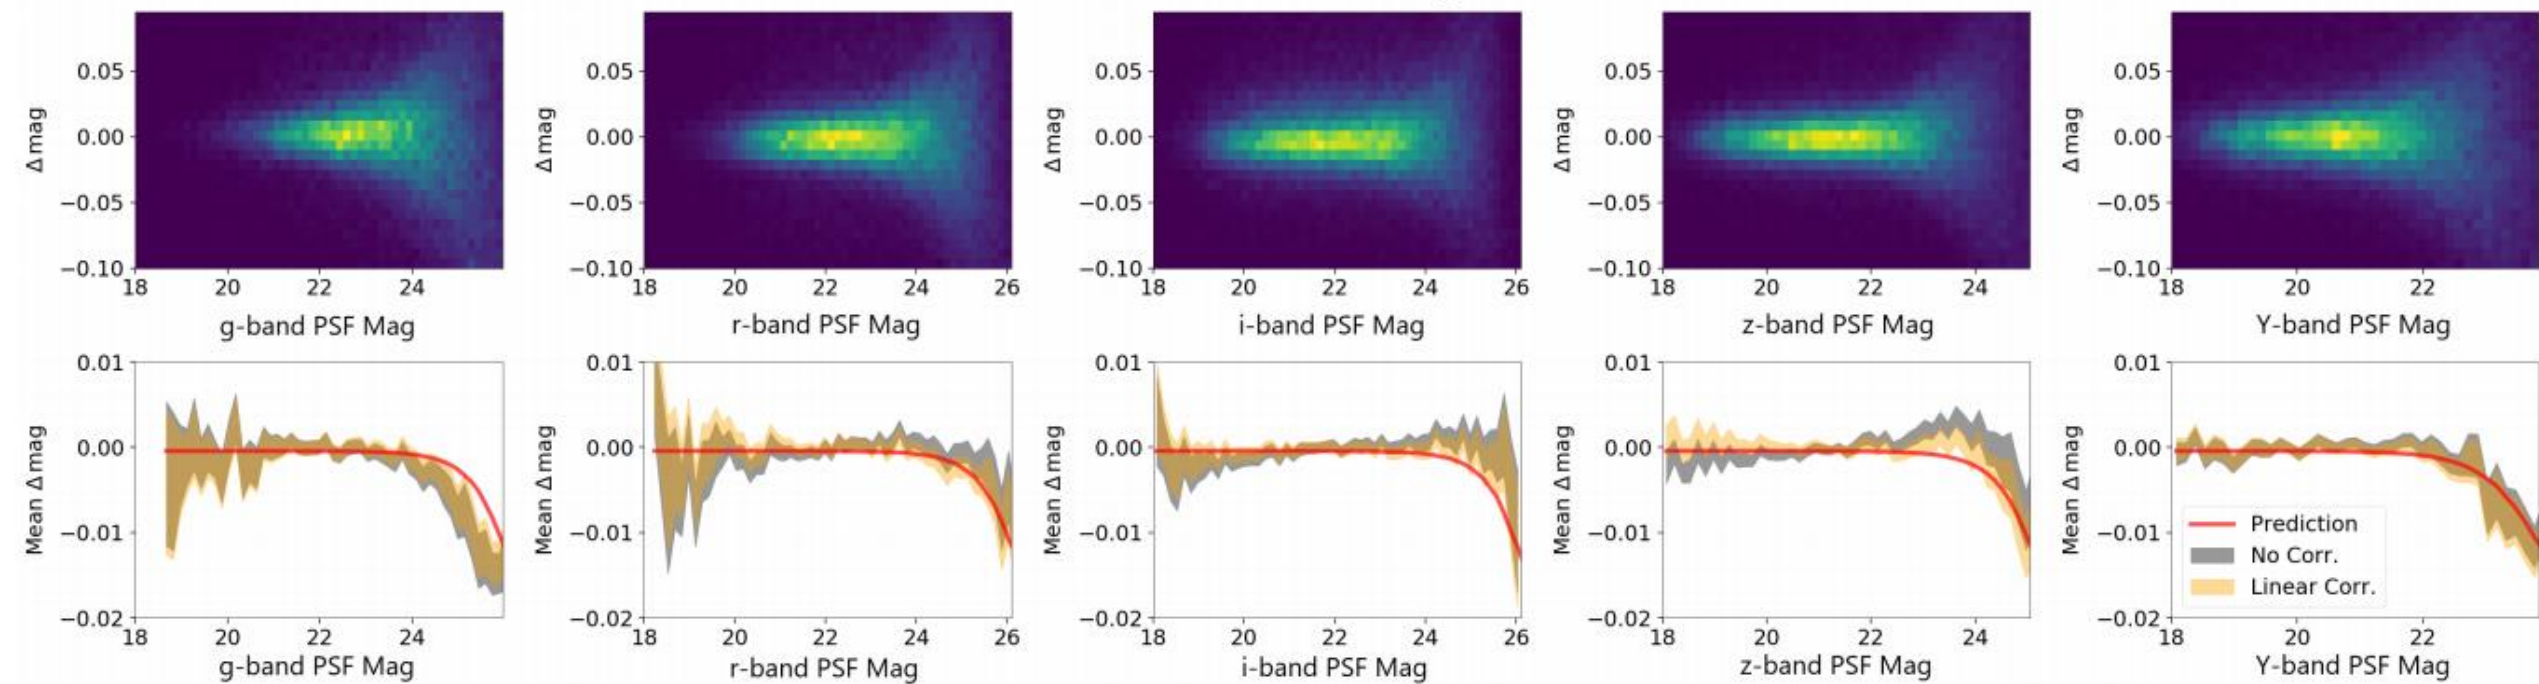 0.05 0.05 0.05 0.05 0.05
Δ mag Δ mag Δ mag Δ mag Δ mag
0.00 0.00 0.00 0.00 0.00
−0.05 −0.05 −0.05 −0.05 −0.05
−0.10 −0.10 −0.10 −0.10 −0.10
18 20 22 24 18 20 22 24 26 18 20 22 24 26 18 20 22 24 18 20 22
g-band PSF Mag r-band PSF Mag i-band PSF Mag z-band PSF Mag Y-band PSF Mag
0.01 0.01 0.01 0.01 0.01
0.00 0.00 0.00 0.00 0.00
Mean Δ mag Mean Δ mag Mean Δ mag Mean Δ mag Mean Δ mag
Prediction
−0.01 −0.01 −0.01 −0.01 −0.01
No Corr.
Linear Corr.
−0.02 −0.02 −0.02 −0.02 −0.02
18 20 22 24 18 20 22 24 26 18 20 22 24 26 18 20 22 24 18 20 22
g-band PSF Mag r-band PSF Mag i-band PSF Mag z-band PSF Mag Y-band PSF Mag